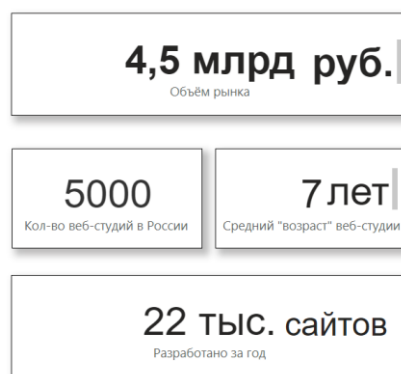 4,5 млрд руб.
Объём рынка
5000
Кол-во веб-студий в России
7 лет
Средний "возраст" веб-студии
22 тыс. сайтов
Разработано за год